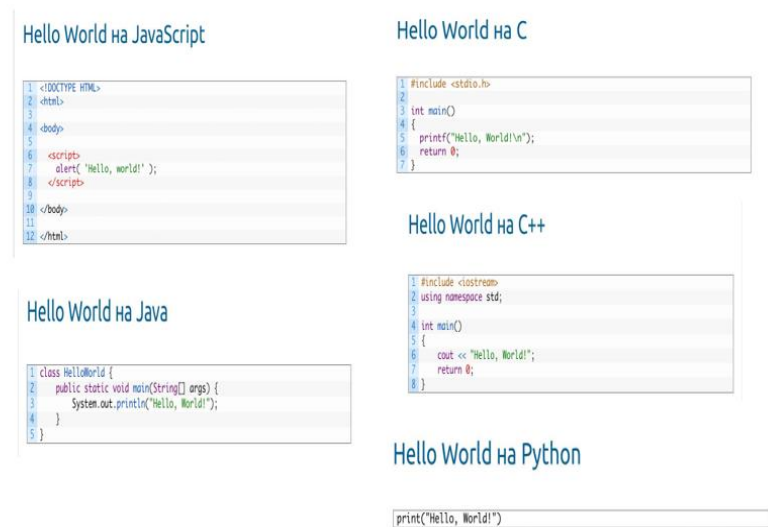 Hello World на JavaScript
1 <!DOCTYPE HTML>
2 <html>
3
4 <body>
5
6 <script>
7 alert( 'Hello, world!' );
8 </script>
9
10 </body>
11
12 </html>
Hello World на Java
1 class HelloWorld {
2 public static void main(String[] args) {
3 System.out.println("Hello, World!");
4 }
5 }
Hello World на C
1 #include <stdio.h>
2
3 int main()
4 {
5 printf("Hello, World!\n");
6 return 0;
7 }
Hello World на C++
1 #include <iostream>
2 using namespace std;
3
4 int main()
5 {
6 cout << "Hello, World!";
7 return 0;
8 }
Hello World на Python
print("Hello, World!")